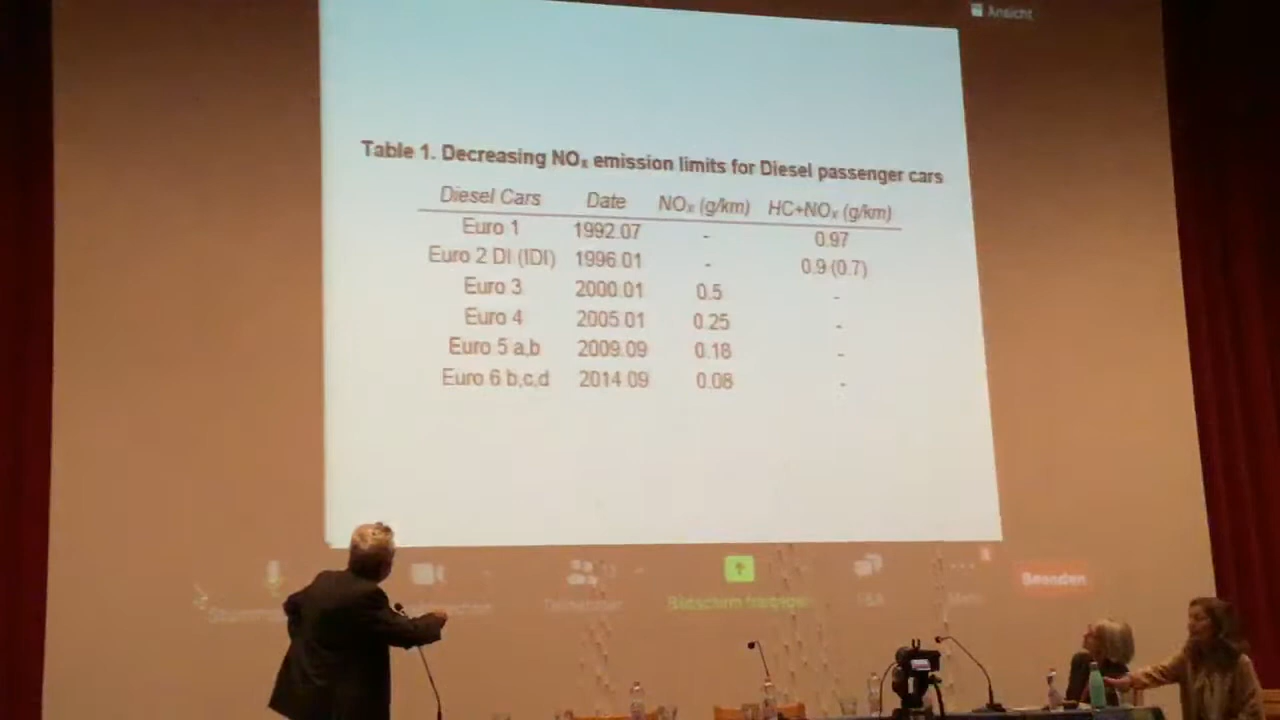 Ansicht
Table 1. Decreasing NOx emission limits for Diesel passenger cars
Diesel Cars Date NOx (g/km) HC+NOx (g/km)
Euro 1 1992.07 - 0.97
Euro 2 DI (IDI) 1996.01 - 0.9 (0.7)
Euro 3 2000.01 0.5 -
Euro 4 2005.01 0.25 -
Euro 5 a,b 2009.09 0.18 -
Euro 6 b,c,d 2014.09 0.08 -
Teilnehmer Bildschirm freigeben Beenden